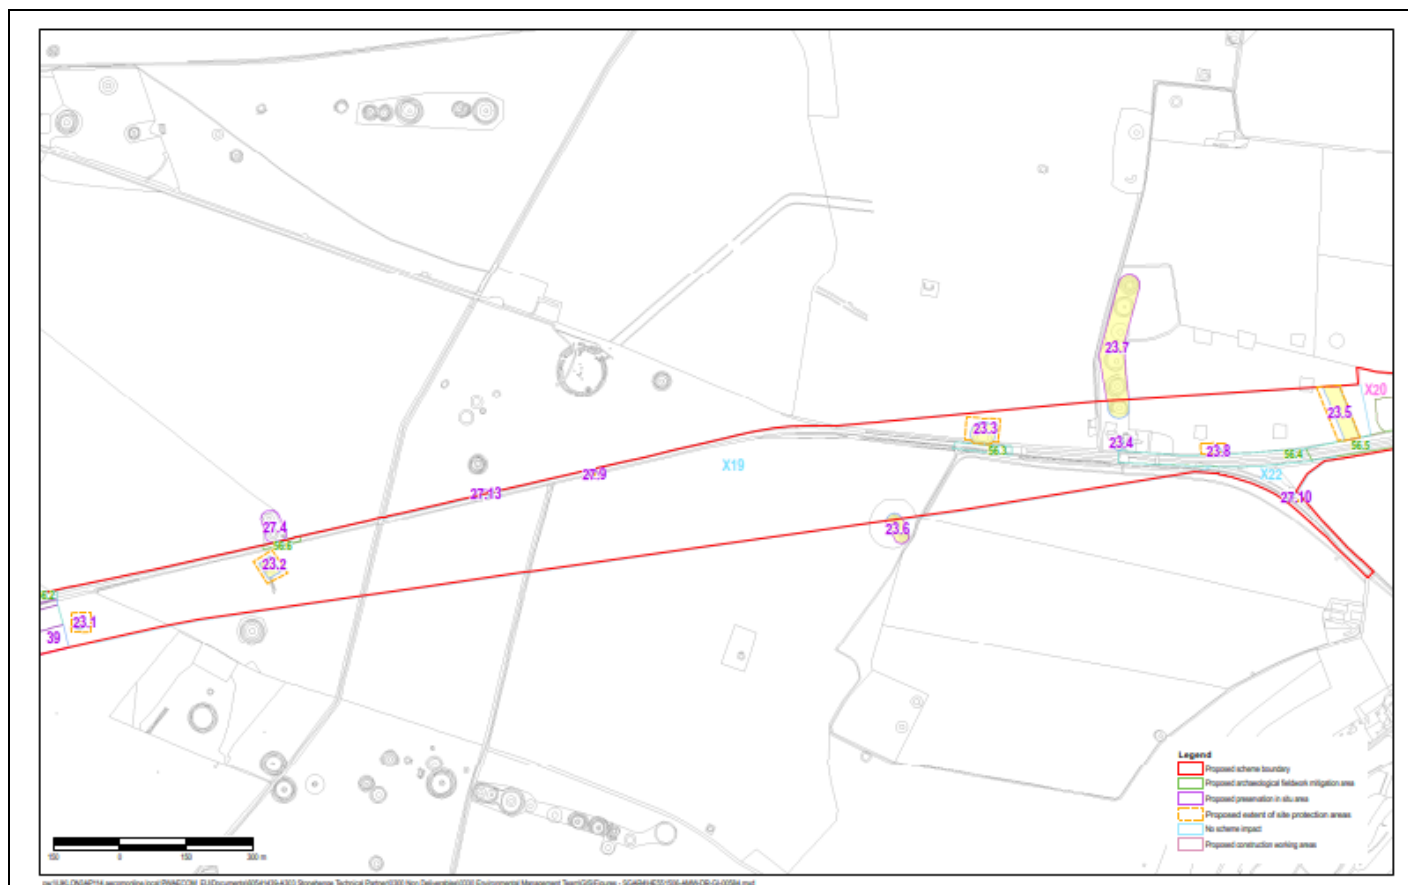 23.7
X20
23.5
23.3
23.4
23.8
56.3
56.4
56.5
X19
X22
27.9
27.13
27.10
27.4
23.6
56.6
23.2
23.1
39
Legend
Proposed scheme boundary
Proposed archaeological fieldwork mitigation area
Proposed preservation in situ area
Proposed extent of site protection areas
No scheme impact
Proposed construction working areas
150 0 150 300 m